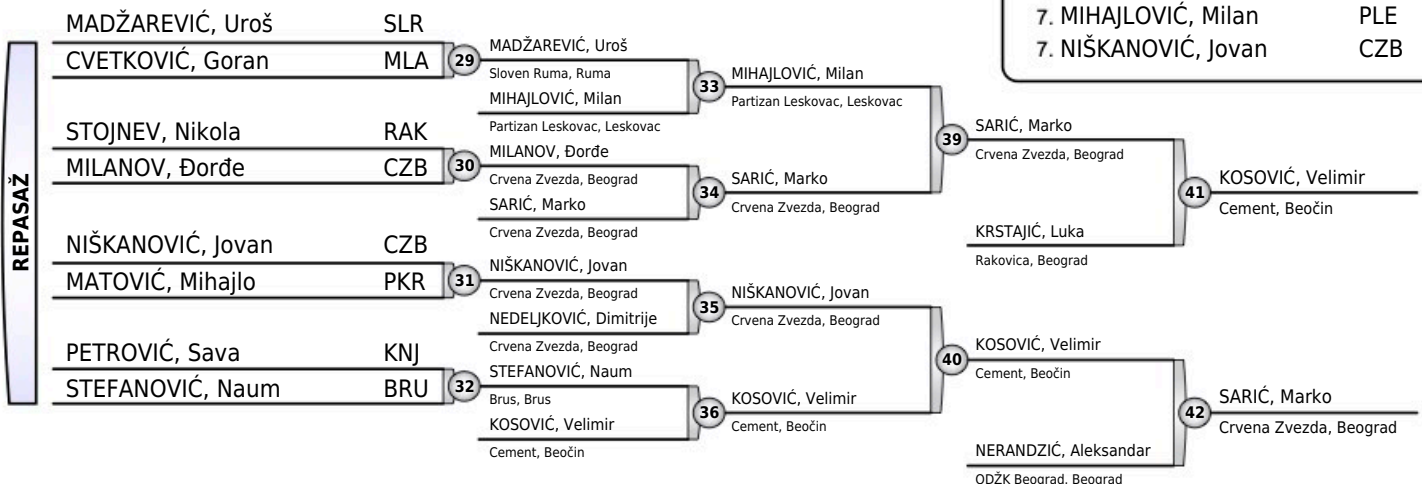 7. MIHAJLOVIĆ, Milan PLE
7. NIŠKANOVIĆ, Jovan CZB
REPASAŽ
MADŽAREVIĆ, Uroš SLR
CVETKOVIĆ, Goran MLA
STOJNEV, Nikola RAK
MILANOV, Đorđe CZB
NIŠKANOVIĆ, Jovan CZB
MATOVIĆ, Mihajlo PKR
PETROVIĆ, Sava KNJ
STEFANOVIĆ, Naum BRU
29
30
31
32
MADŽAREVIĆ, Uroš
Sloven Ruma, Ruma
MIHAJLOVIĆ, Milan
Partizan Leskovac, Leskovac
MILANOV, Đorđe
Crvena Zvezda, Beograd
SARIĆ, Marko
Crvena Zvezda, Beograd
NIŠKANOVIĆ, Jovan
Crvena Zvezda, Beograd
NEDELJKOVIĆ, Dimitrije
Crvena Zvezda, Beograd
STEFANOVIĆ, Naum
Brus, Brus
KOSOVIĆ, Velimir
Cement, Beočin
33
34
35
36
MIHAJLOVIĆ, Milan
Partizan Leskovac, Leskovac
SARIĆ, Marko
Crvena Zvezda, Beograd
NIŠKANOVIĆ, Jovan
Crvena Zvezda, Beograd
KOSOVIĆ, Velimir
Cement, Beočin
39
40
SARIĆ, Marko
Crvena Zvezda, Beograd
KRSTAJIĆ, Luka
Rakovica, Beograd
KOSOVIĆ, Velimir
Cement, Beočin
NERANDZIĆ, Aleksandar
ODŽK Beograd, Beograd
41
42
KOSOVIĆ, Velimir
Cement, Beočin
SARIĆ, Marko
Crvena Zvezda, Beograd